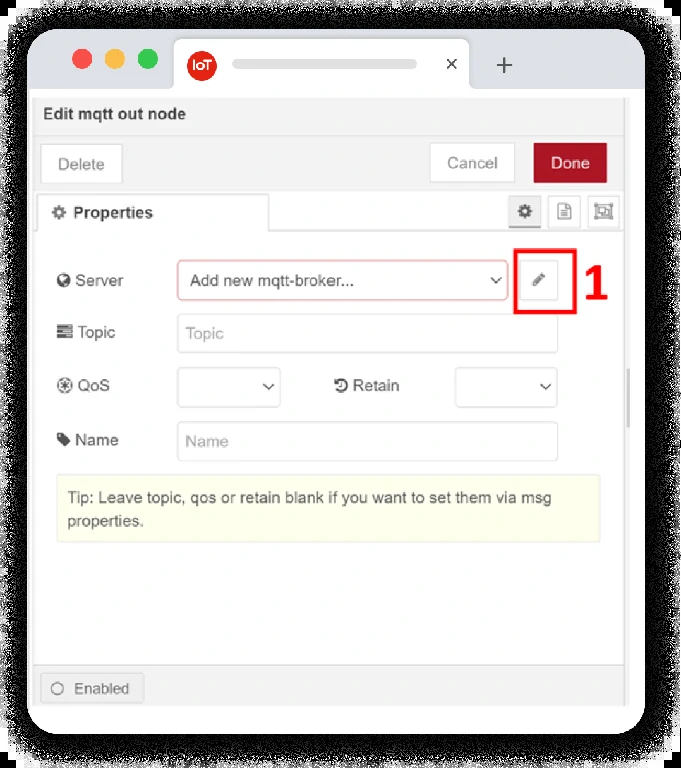 IoT
Edit mqtt out node
Delete
Cancel
Done
Properties
Server
Add new mqtt-broker...
1
Topic
Topic
QoS
Retain
Name
Name
Tip: Leave topic, qos or retain blank if you want to set them via msg
properties.
Enabled